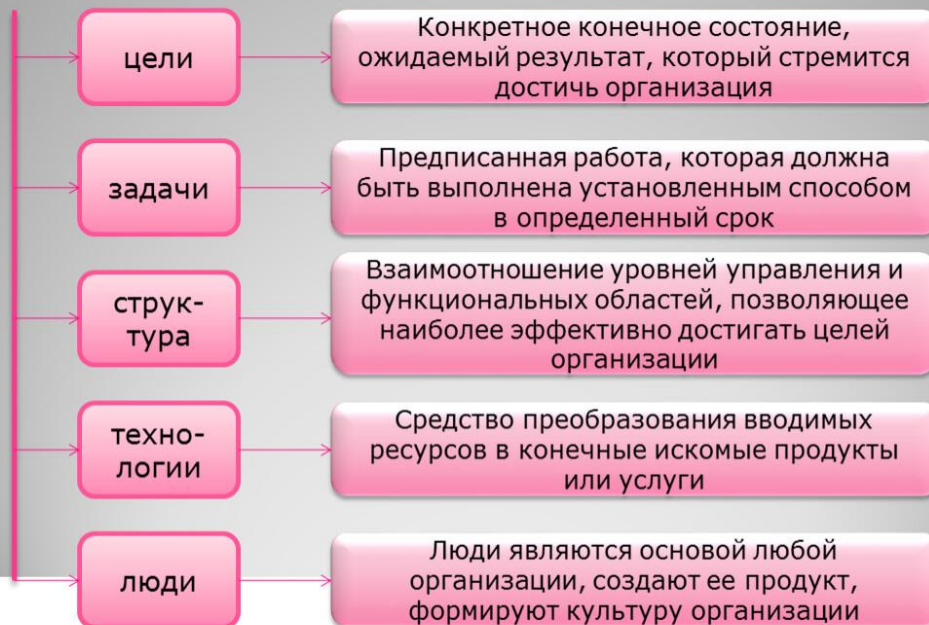 цели
Конкретное конечное состояние,
ожидаемый результат, который стремится
достичь организация
задачи
Предписанная работа, которая должна
быть выполнена установленным способом
в определенный срок
струк-
тура
Взаимоотношение уровней управления и
функциональных областей, позволяющее
наиболее эффективно достигать целей
организации
техно-
логии
Средство преобразования вводимых
ресурсов в конечные искомые продукты
или услуги
люди
Люди являются основой любой
организации, создают ее продукт,
формируют культуру организации